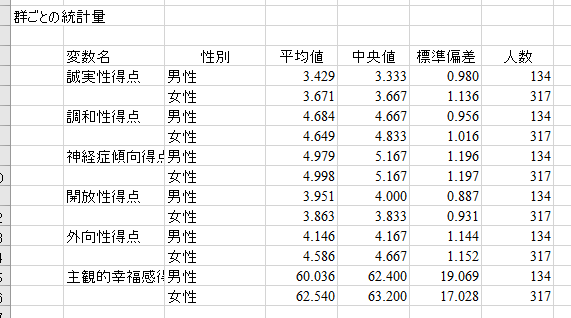 群ごとの統計量
変数名 性別 平均値 中央値 標準偏差 人数
誠実性得点 男性 3.429 3.333 0.980 134
女性 3.671 3.667 1.136 317
調和性得点 男性 4.684 4.667 0.956 134
女性 4.649 4.833 1.016 317
神経症傾向得点 男性 4.979 5.167 1.196 134
女性 4.998 5.167 1.197 317
開放性得点 男性 3.951 4.000 0.887 134
女性 3.863 3.833 0.931 317
外向性得点 男性 4.146 4.167 1.144 134
女性 4.586 4.667 1.152 317
主観的幸福感得 男性 60.036 62.400 19.069 134
女性 62.540 63.200 17.028 317